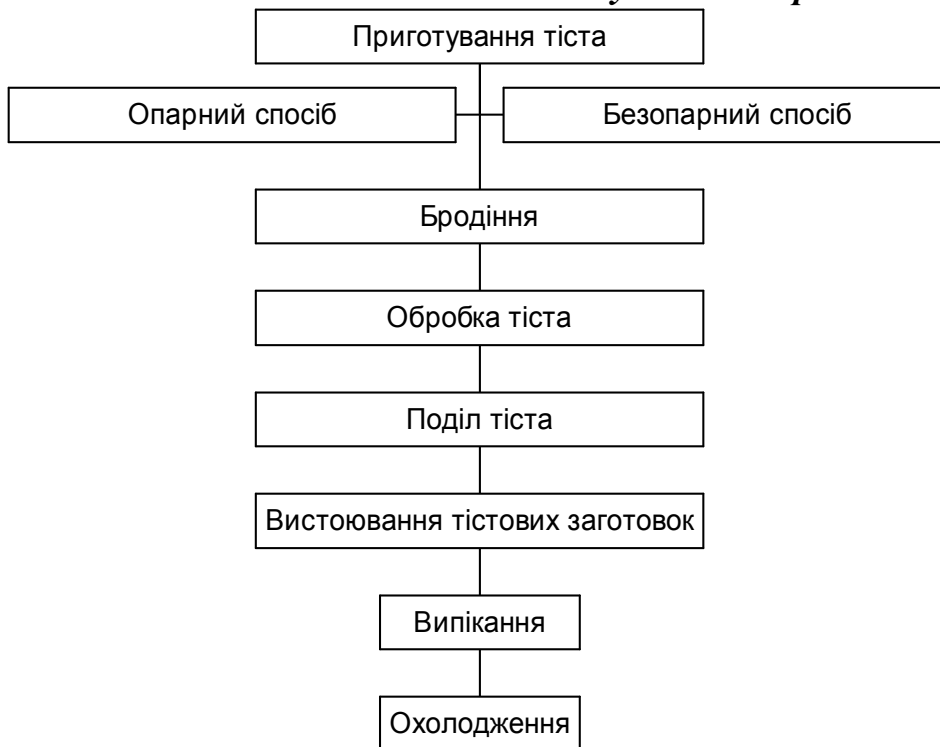 Приготування тіста
Опарний спосіб
Безопарний спосіб
Бродіння
Обробка тіста
Поділ тіста
Вистоювання тістових заготовок
Випікання
Охолодження